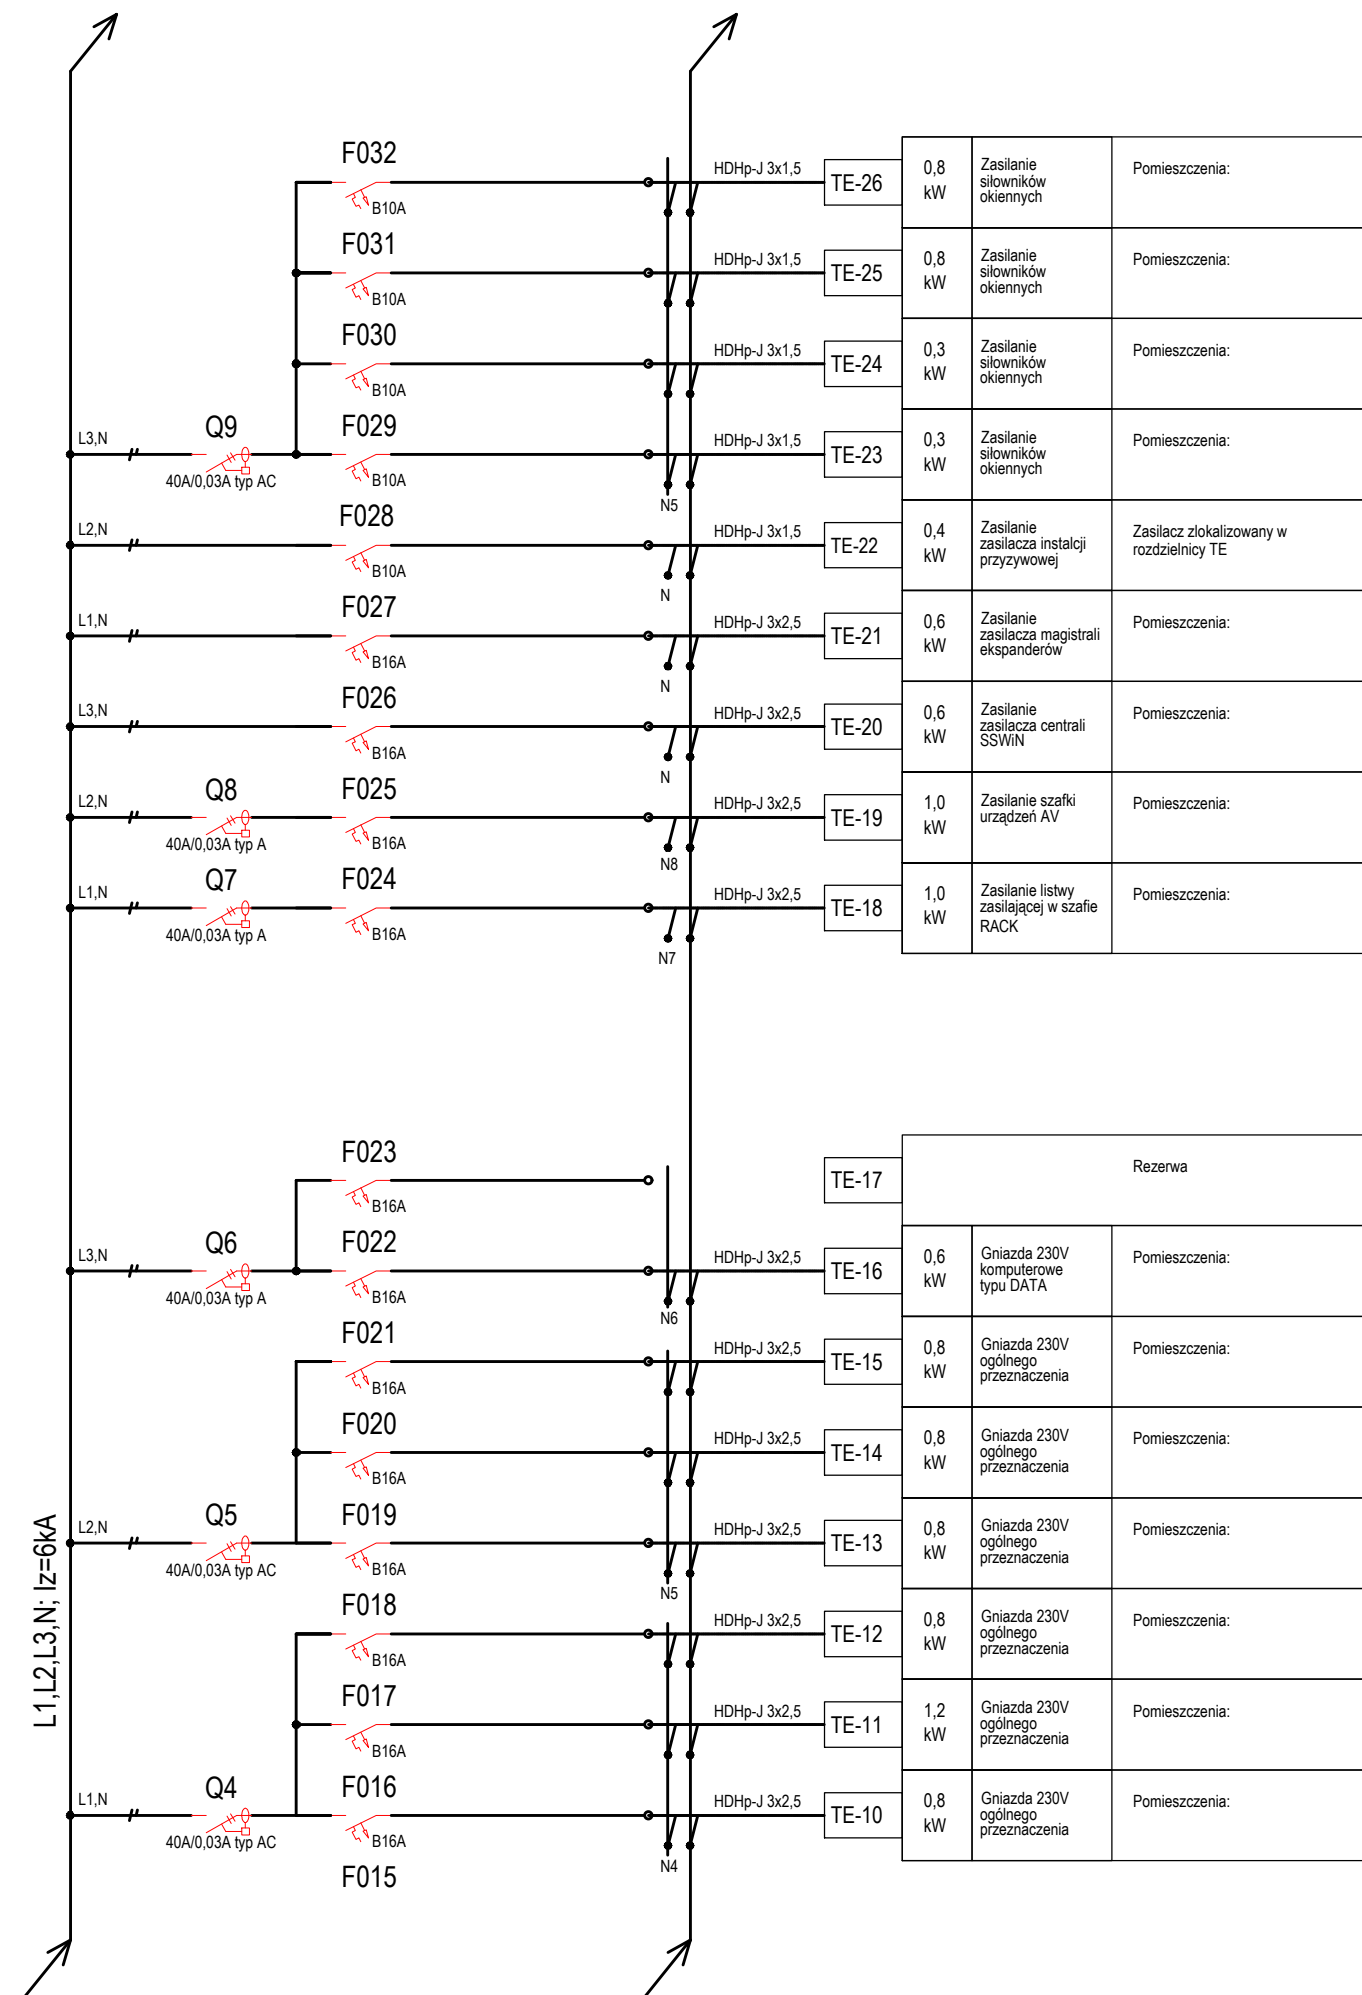 F032
B10A
HDHp-J 3x1,5
TE-26
0,8
kW
Zasilanie
siłowników
okiennych
Pomieszczenia:
F031
B10A
HDHp-J 3x1,5
TE-25
0,8
kW
Zasilanie
siłowników
okiennych
Pomieszczenia:
F030
B10A
HDHp-J 3x1,5
TE-24
0,3
kW
Zasilanie
siłowników
okiennych
Pomieszczenia:
L3,N
Q9
40A/0,03A typ AC
F029
B10A
N5
HDHp-J 3x1,5
TE-23
0,3
kW
Zasilanie
siłowników
okiennych
Pomieszczenia:
L2,N
F028
B10A
N
HDHp-J 3x1,5
TE-22
0,4
kW
Zasilanie
zasilacza instalcji
przyzywowej
Zasilacz zlokalizowany w
rozdzielnicy TE
L1,N
F027
B16A
N
HDHp-J 3x2,5
TE-21
0,6
kW
Zasilanie
zasilacza magistrali
ekspanderów
Pomieszczenia:
L3,N
F026
B16A
N
HDHp-J 3x2,5
TE-20
0,6
kW
Zasilanie
zasilacza centrali
SSWiN
Pomieszczenia:
L2,N
Q8
40A/0,03A typ A
F025
B16A
N8
HDHp-J 3x2,5
TE-19
1,0
kW
Zasilanie szafki
urządzeń AV
Pomieszczenia:
L1,N
Q7
40A/0,03A typ A
F024
B16A
N7
HDHp-J 3x2,5
TE-18
1,0
kW
Zasilanie listwy
zasilającej w szafie
RACK
Pomieszczenia:
F023
B16A
TE-17
Rezerwa
L3,N
Q6
40A/0,03A typ A
F022
B16A
N6
HDHp-J 3x2,5
TE-16
0,6
kW
Gniazda 230V
komputerowe
typu DATA
Pomieszczenia:
F021
B16A
HDHp-J 3x2,5
TE-15
0,8
kW
Gniazda 230V
ogólnego
przeznaczenia
Pomieszczenia:
F020
B16A
HDHp-J 3x2,5
TE-14
0,8
kW
Gniazda 230V
ogólnego
przeznaczenia
Pomieszczenia:
L2,N
Q5
40A/0,03A typ AC
F019
B16A
N5
HDHp-J 3x2,5
TE-13
0,8
kW
Gniazda 230V
ogólnego
przeznaczenia
Pomieszczenia:
L1,L2,L3,N; Iz=6kA
F018
B16A
HDHp-J 3x2,5
TE-12
0,8
kW
Gniazda 230V
ogólnego
przeznaczenia
Pomieszczenia:
F017
B16A
HDHp-J 3x2,5
TE-11
1,2
kW
Gniazda 230V
ogólnego
przeznaczenia
Pomieszczenia:
L1,N
Q4
40A/0,03A typ AC
F016
B16A
N4
HDHp-J 3x2,5
TE-10
0,8
kW
Gniazda 230V
ogólnego
przeznaczenia
Pomieszczenia:
F015